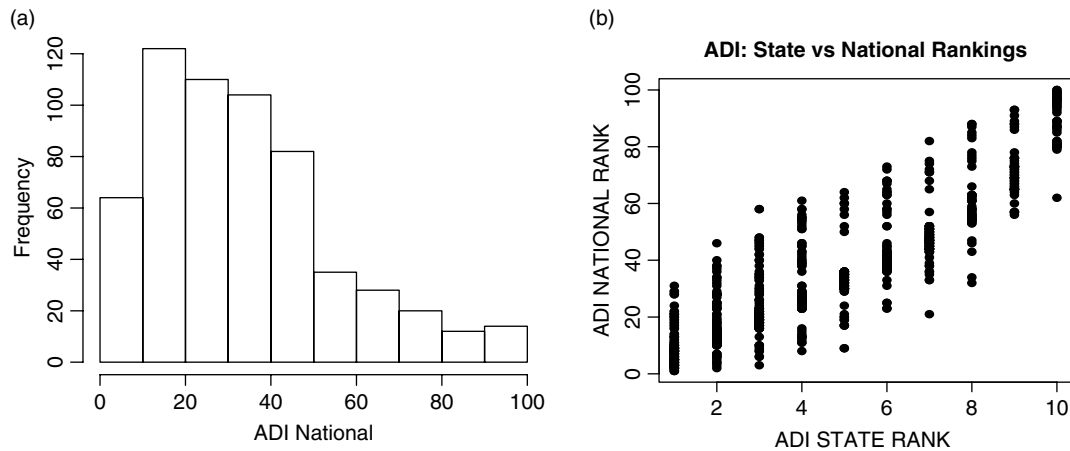 (a)
Frequency
120
100
80
60
40
20
0
0 20 40 60 80 100
ADI National
(b)
ADI: State vs National Rankings
ADI NATIONAL RANK
100
80
60
40
20
0
2 4 6 8 10
ADI STATE RANK